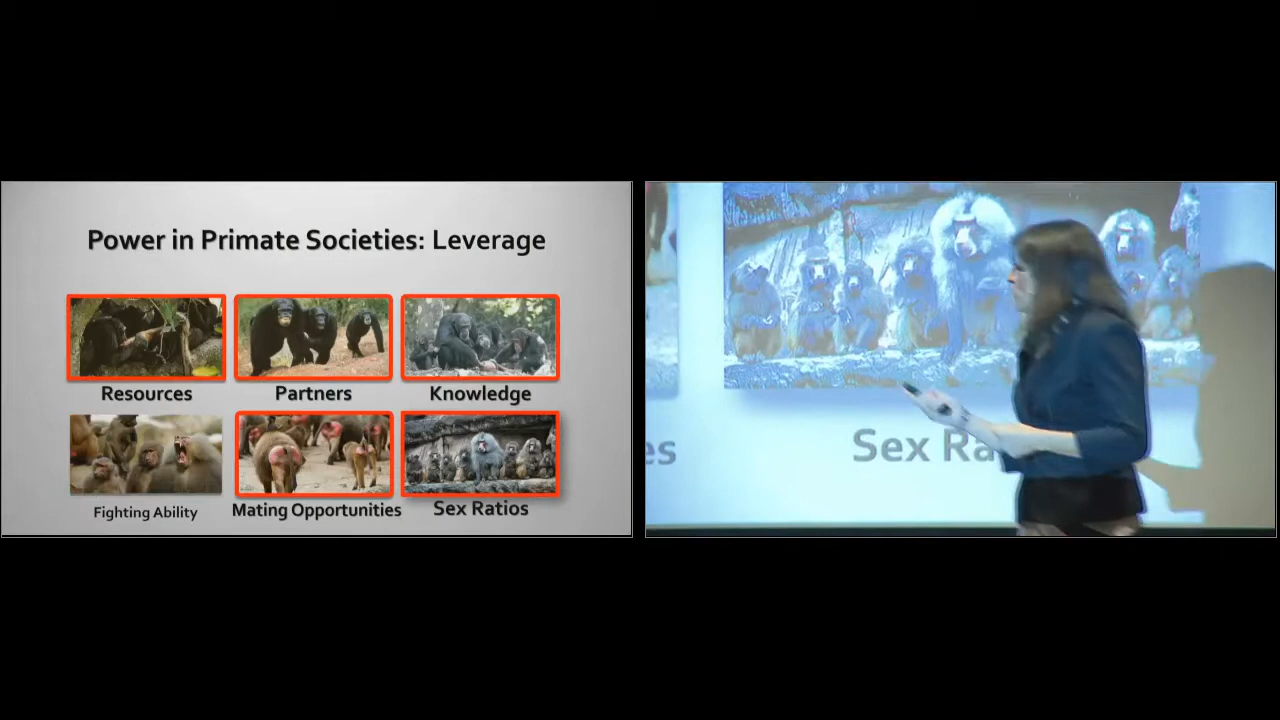 Power in Primate Societies: Leverage
Resources
Partners
Knowledge
Fighting Ability
Mating Opportunities
Sex Ratios
es
Sex Ra